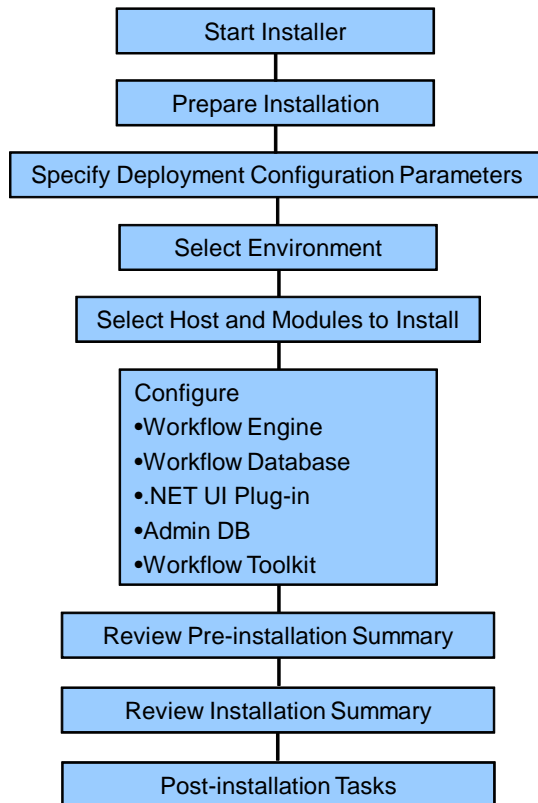 Start Installer
Prepare Installation
Specify Deployment Configuration Parameters
Select Environment
Select Host and Modules to Install
Configure
•Workflow Engine
•Workflow Database
•.NET UI Plug-in
•Admin DB
•Workflow Toolkit
Review Pre-installation Summary
Review Installation Summary
Post-installation Tasks